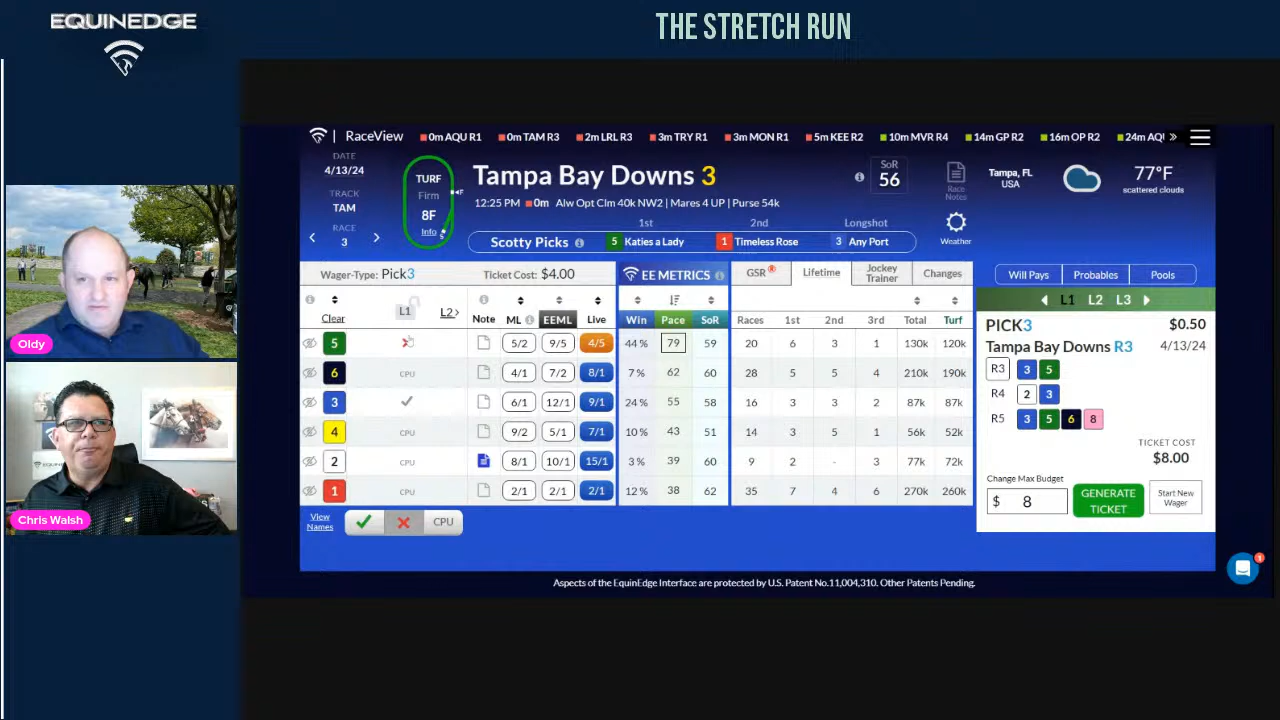 EQUINEDGE
THE STRETCH RUN
RaceView 0m AQU R1 0m TAM R3 2m LRL R3 3m TRY R1 3m MON R1 5m KEE R2 10m MVR R4 14m GP R2 16m OP R2 24m AQU »
DATE
4/13/24
TRACK
TAM
RACE
3
TURF
Firm
8F
Info
Tampa Bay Downs 3
12:25 PM 0m Alw Opt Clm 40k NW2 | Mares 4 UP | Purse 54k
SoR
56
Race Notes
Weather
Tampa, FL
USA
77°F
scattered clouds
1st 2nd Longshot
Scotty Picks 5 Katies a Lady 1 Timeless Rose 3 Any Port
Wager-Type: Pick3 Ticket Cost: $4.00
EE METRICS
GSR Lifetime Jockey Trainer Changes
Clear L1 L2> Note ML EEML Live Win Pace SoR Races 1st 2nd 3rd Total Turf
5 5/2 9/5 4/5 44 % 79 59 20 6 3 1 130k 120k
6 CPU 4/1 7/2 8/1 7 % 62 60 28 5 5 4 210k 190k
3 6/1 12/1 9/1 24 % 55 58 16 3 3 2 87k 87k
4 CPU 9/2 5/1 7/1 10 % 43 51 14 3 5 1 56k 52k
2 CPU 8/1 10/1 15/1 3 % 39 60 9 2 - 3 77k 72k
1 CPU 2/1 2/1 2/1 12 % 38 62 35 7 4 6 270k 260k
View Names CPU
Will Pays Probables Pools
L1 L2 L3
PICK3 $0.50
Tampa Bay Downs R3 4/13/24
R3 3 5
R4 2 3
R5 3 5 6 8
TICKET COST
$8.00
Change Max Budget
$ 8
GENERATE TICKET
Start New Wager
1
Aspects of the EquinEdge Interface are protected by U.S. Patent No.11,004,310. Other Patents Pending.
Oldy
Chris Walsh